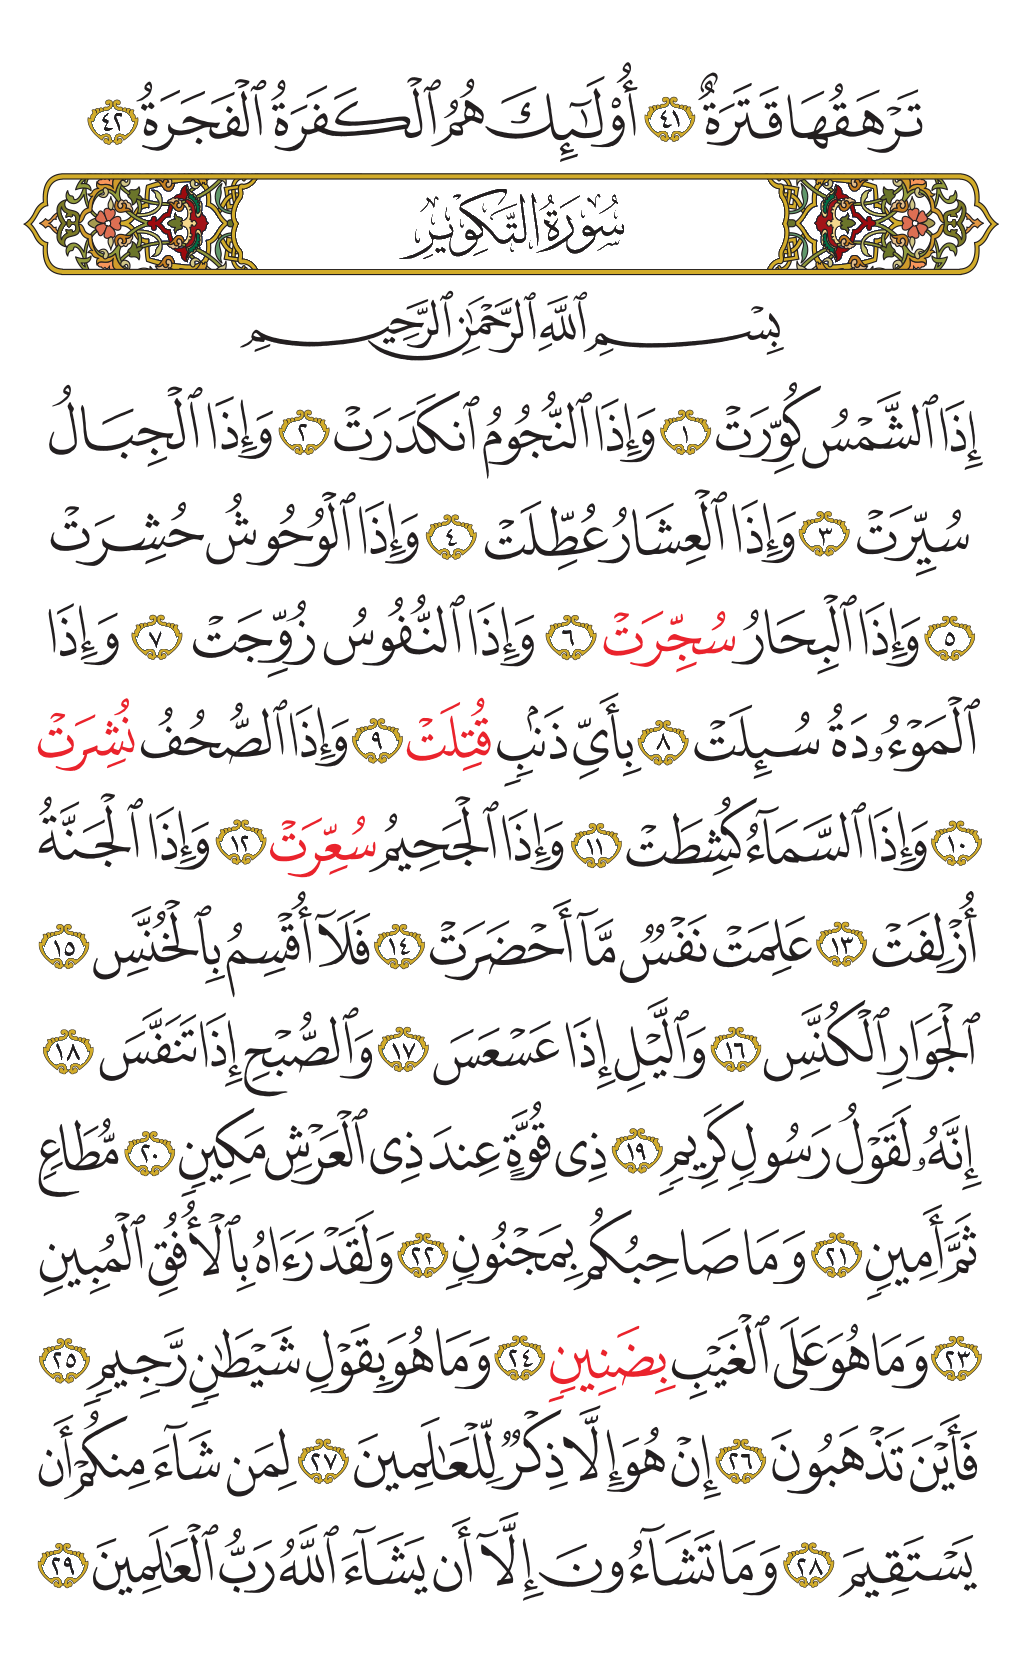 تَرْهَقُهَا قَتَرَةٌ ٤١ أُوْلَـٰٓئِكَ هُمُ ٱلْكَفَرَةُ ٱلْفَجَرَةُ ٤٢
سُورَةُ التَّكْوِيرِ
بِسْمِ ٱللَّهِ ٱلرَّحْمَٰنِ ٱلرَّحِيمِ
إِذَا ٱلشَّمْسُ كُوِّرَتْ ١ وَإِذَا ٱلنُّجُومُ ٱنكَدَرَتْ ٢ وَإِذَا ٱلْجِبَالُ
سُيِّرَتْ ٣ وَإِذَا ٱلْعِشَارُ عُطِّلَتْ ٤ وَإِذَا ٱلْوُحُوشُ حُشِرَتْ
٥ وَإِذَا ٱلْبِحَارُ سُجِّرَتْ ٦ وَإِذَا ٱلنُّفُوسُ زُوِّجَتْ ٧ وَإِذَا
ٱلْمَوْءُۥدَةُ سُئِلَتْ ٨ بِأَيِّ ذَنۢبٍ قُتِلَتْ ٩ وَإِذَا ٱلصُّحُفُ نُشِرَتْ
١٠ وَإِذَا ٱلسَّمَآءُ كُشِطَتْ ١١ وَإِذَا ٱلْجَحِيمُ سُعِّرَتْ ١٢ وَإِذَا ٱلْجَنَّةُ
أُزْلِفَتْ ١٣ عَلِمَتْ نَفْسٌ مَّآ أَحْضَرَتْ ١٤ فَلَآ أُقْسِمُ بِٱلْخُنَّسِ ١٥
ٱلْجَوَارِ ٱلْكُنَّسِ ١٦ وَٱلَّيْلِ إِذَا عَسْعَسَ ١٧ وَٱلصُّبْحِ إِذَا تَنَفَّسَ ١٨
إِنَّهُۥ لَقَوْلُ رَسُولٍ كَرِيمٍ ١٩ ذِى قُوَّةٍ عِندَ ذِى ٱلْعَرْشِ مَكِينٍ ٢٠ مُّطَاعٍ
ثَمَّ أَمِينٍ ٢١ وَمَا صَاحِبُكُم بِمَجْنُونٍ ٢٢ وَلَقَدْ رَءَاهُ بِٱلْأُفُقِ ٱلْمُبِينِ
٢٣ وَمَا هُوَ عَلَى ٱلْغَيْبِ بِضَنِينٍ ٢٤ وَمَا هُوَ بِقَوْلِ شَيْطَٰنٍ رَّجِيمٍ ٢٥
فَأَيْنَ تَذْهَبُونَ ٢٦ إِنْ هُوَ إِلَّا ذِكْرٌ لِّلْعَٰلَمِينَ ٢٧ لِمَن شَآءَ مِنكُمْ أَن
يَسْتَقِيمَ ٢٨ وَمَا تَشَآءُونَ إِلَّآ أَن يَشَآءَ ٱللَّهُ رَبُّ ٱلْعَٰلَمِينَ ٢٩